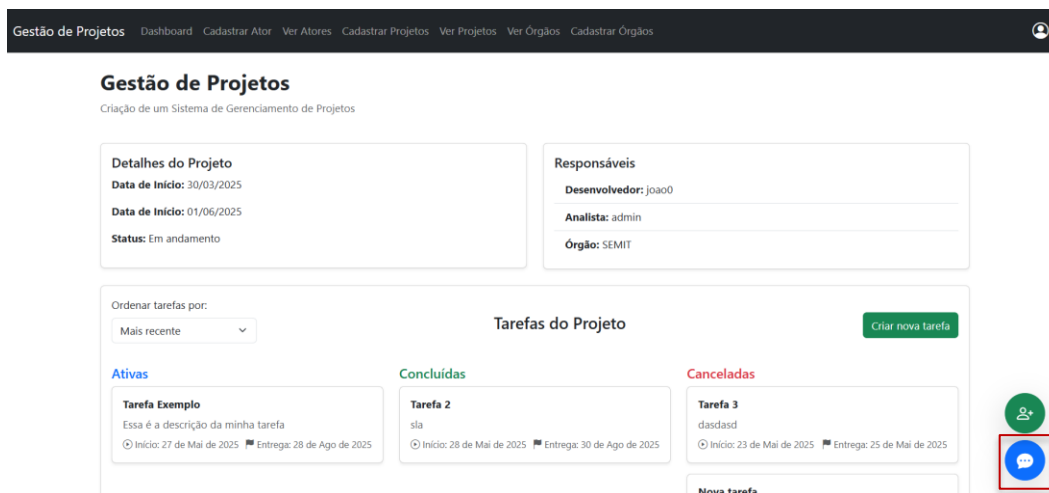 Gestão de Projetos Dashboard Cadastrar Ator Ver Atores Cadastrar Projetos Ver Projetos Ver Órgãos Cadastrar Órgãos
Gestão de Projetos
Criação de um Sistema de Gerenciamento de Projetos
Detalhes do Projeto
Data de Início: 30/03/2025
Data de Início: 01/06/2025
Status: Em andamento
Responsáveis
Desenvolvedor: joao0
Analista: admin
Órgão: SEMIT
Ordenar tarefas por:
Mais recente
Tarefas do Projeto
Criar nova tarefa
Ativas
Tarefa Exemplo
Essa é a descrição da minha tarefa
Início: 27 de Mai de 2025 Entrega: 28 de Ago de 2025
Concluídas
Tarefa 2
sla
Início: 28 de Mai de 2025 Entrega: 30 de Ago de 2025
Canceladas
Tarefa 3
dasdasd
Início: 23 de Mai de 2025 Entrega: 25 de Mai de 2025
Nova tarefa